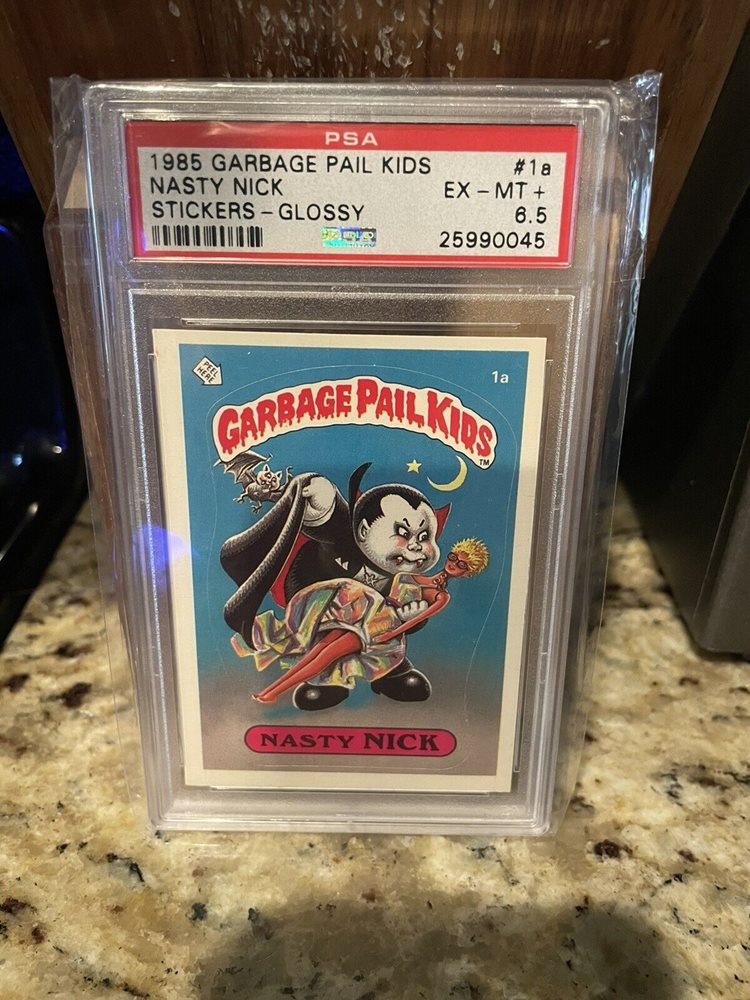 PSA
1985 GARBAGE PAIL KIDS #1a
NASTY NICK EX - MT +
STICKERS - GLOSSY 6.5
25990045
PEEL HERE
1a
GARBAGE PAIL KIDS
TM
NASTY NICK